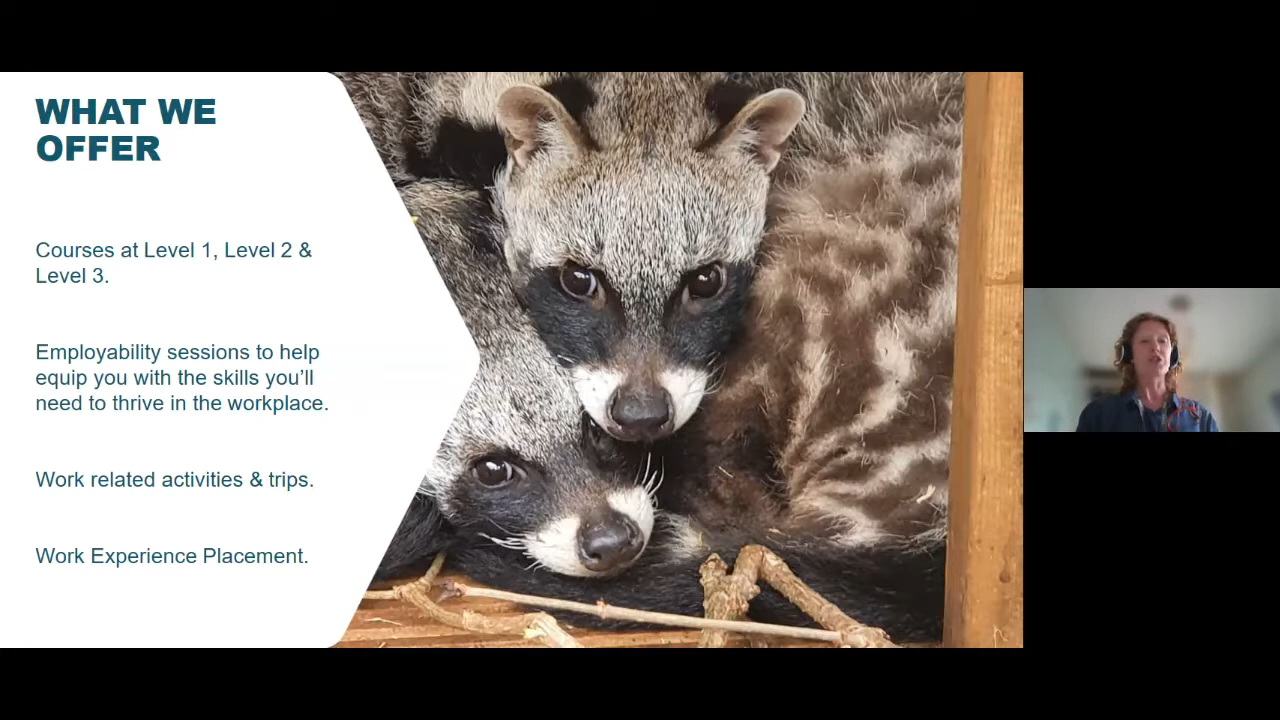 WHAT WE
OFFER
Courses at Level 1, Level 2 &
Level 3.
Employability sessions to help
equip you with the skills you’ll
need to thrive in the workplace.
Work related activities & trips.
Work Experience Placement.